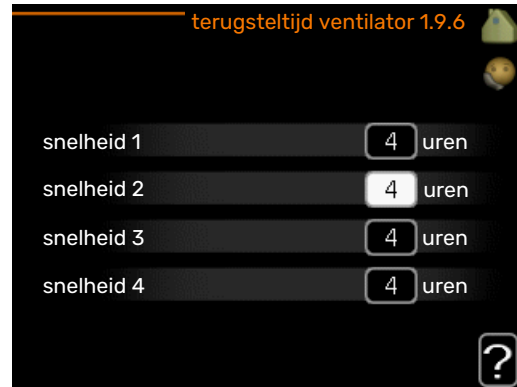 terugsteltijd ventilator 1.9.6
snelheid 1 4 uren
snelheid 2 4 uren
snelheid 3 4 uren
snelheid 4 4 uren
?